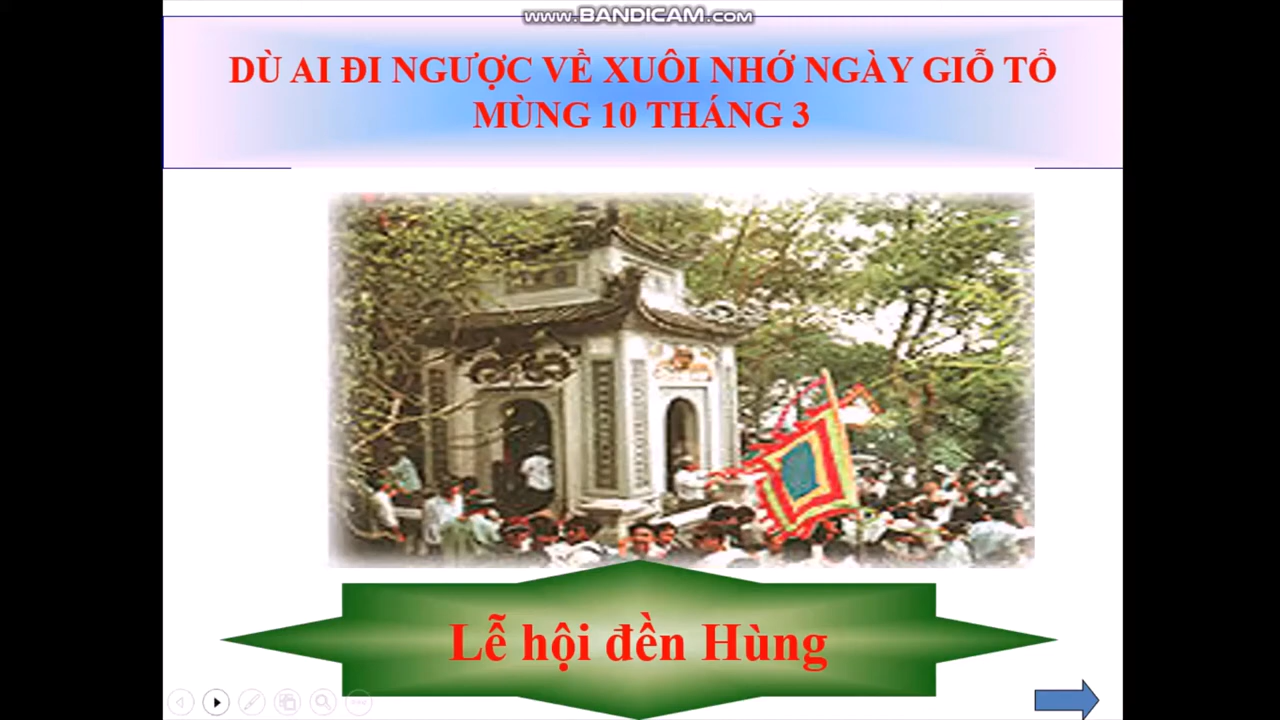 www.BANDICAM.com
DÙ AI ĐI NGƯỢC VỀ XUÔI NHỚ NGÀY GIỖ TỔ
MÙNG 10 THÁNG 3
Lễ hội đền Hùng